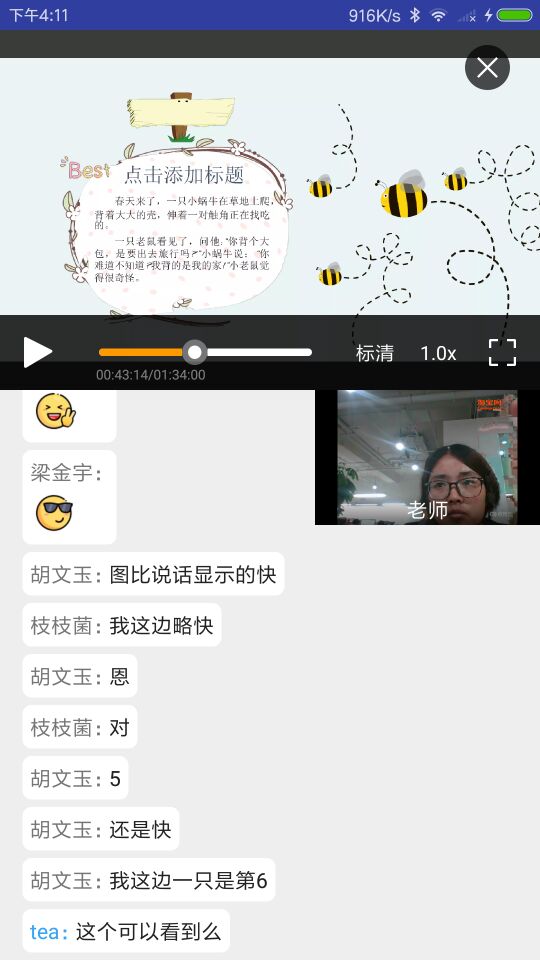 下午4:11
916K/s
Best
点击添加标题
春天来了，一只小蜗牛在草地上爬，
背着大大的壳，伸着一对触角正在找吃
的。
一只老鼠看见了，问他："你背个大
包，是要出去旅行吗？"小蜗牛说："你
难道不知道？我背的是我的家！"小老鼠觉
得很奇怪。
标清
1.0x
00:43:14/01:34:00
淘宝网
老师
梁金宇：
胡文玉：图比说话显示的快
枝枝菌：我这边略快
胡文玉：恩
枝枝菌：对
胡文玉：5
胡文玉：还是快
胡文玉：我这边一只是第6
tea：这个可以看到么